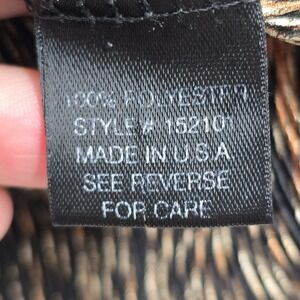 100% POLYESTER
STYLE # 152101
MADE IN U.S.A
SEE REVERSE
FOR CARE